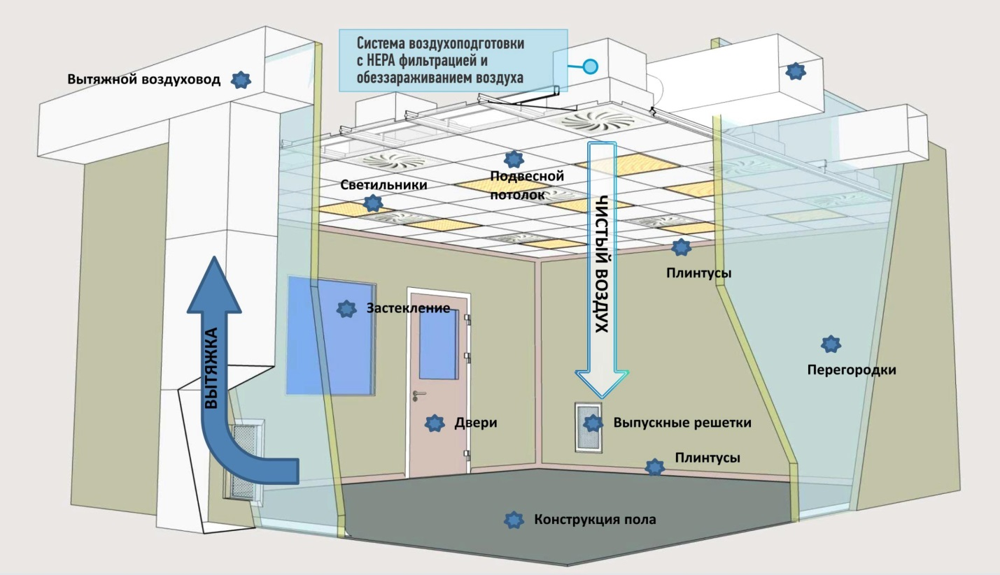 Система воздухоподготовки
с HEPA фильтрацией и
обеззараживанием воздуха
Вытяжной воздуховод
Подвесной
потолок
Светильники
ЧИСТЫЙ ВОЗДУХ
Плинтусы
Застекление
ВЫТЯЖКА
Перегородки
Двери
Выпускные решетки
Плинтусы
Конструкция пола